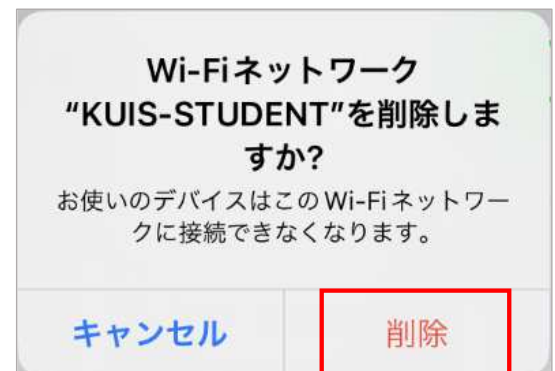 Wi-Fiネットワーク
“KUIS-STUDENT”を削除しま
すか?
お使いのデバイスはこのWi-Fiネットワー
クに接続できなくなります。
キャンセル
削除